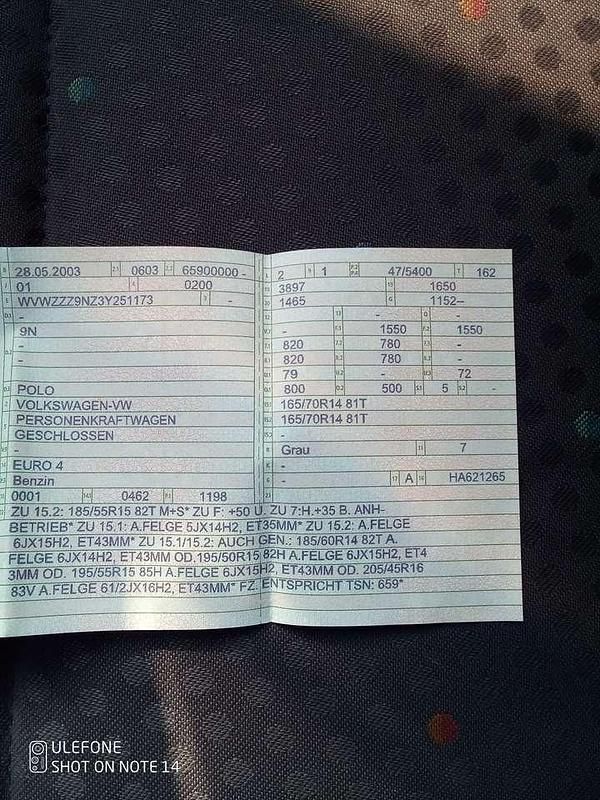 28.05.2003 2.1 0603 2.2 65900000 -
01 0200
WVWZZZ9NZ3Y251173 3 -
-
9N
-
-
POLO
VOLKSWAGEN-VW
PERSONENKRAFTWAGEN
GESCHLOSSEN
-
EURO 4
Benzin
0001 0462 1198
2 1 47/5400 162
3897 1650
1465 1152--
- -
- 1550 1550
820 780 -
820 780 -
79 - 72
800 500 5 -
165/70R14 81T
165/70R14 81T
-
Grau 7
-
- A HA621265
ZU 15.2: 185/55R15 82T M+S* ZU F: +50 U. ZU 7:H.+35 B. ANH-
BETRIEB* ZU 15.1: A.FELGE 5JX14H2, ET35MM* ZU 15.2: A.FELGE
6JX15H2, ET43MM* ZU 15.1/15.2: AUCH GEN.: 185/60R14 82T A.
FELGE 6JX14H2, ET43MM OD.195/50R15 82H A.FELGE 6JX15H2, ET4
3MM OD. 195/55R15 85H A.FELGE 6JX15H2, ET43MM OD. 205/45R16
83V A.FELGE 61/2JX16H2, ET43MM* FZ. ENTSPRICHT TSN: 659*
ULEFONE
SHOT ON NOTE 14